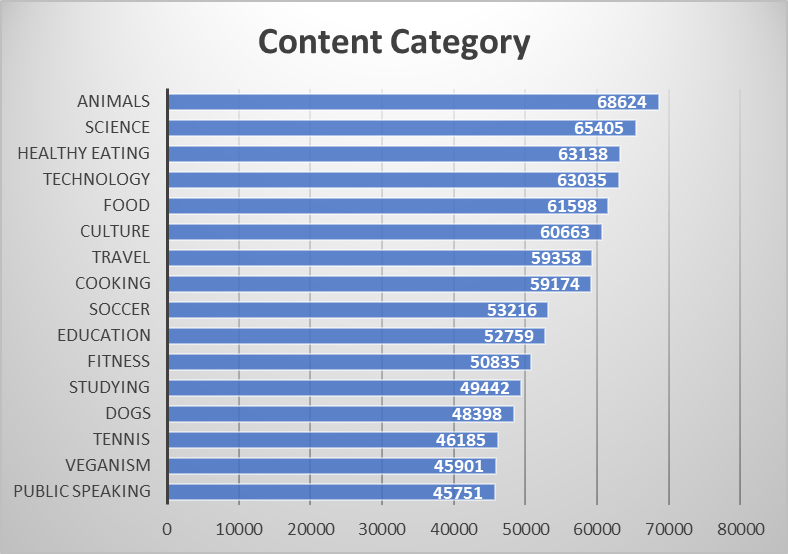 Content Category
ANIMALS 68624
SCIENCE 65405
HEALTHY EATING 63138
TECHNOLOGY 63035
FOOD 61598
CULTURE 60663
TRAVEL 59358
COOKING 59174
SOCCER 53216
EDUCATION 52759
FITNESS 50835
STUDYING 49442
DOGS 48398
TENNIS 46185
VEGANISM 45901
PUBLIC SPEAKING 45751
0 10000 20000 30000 40000 50000 60000 70000 80000